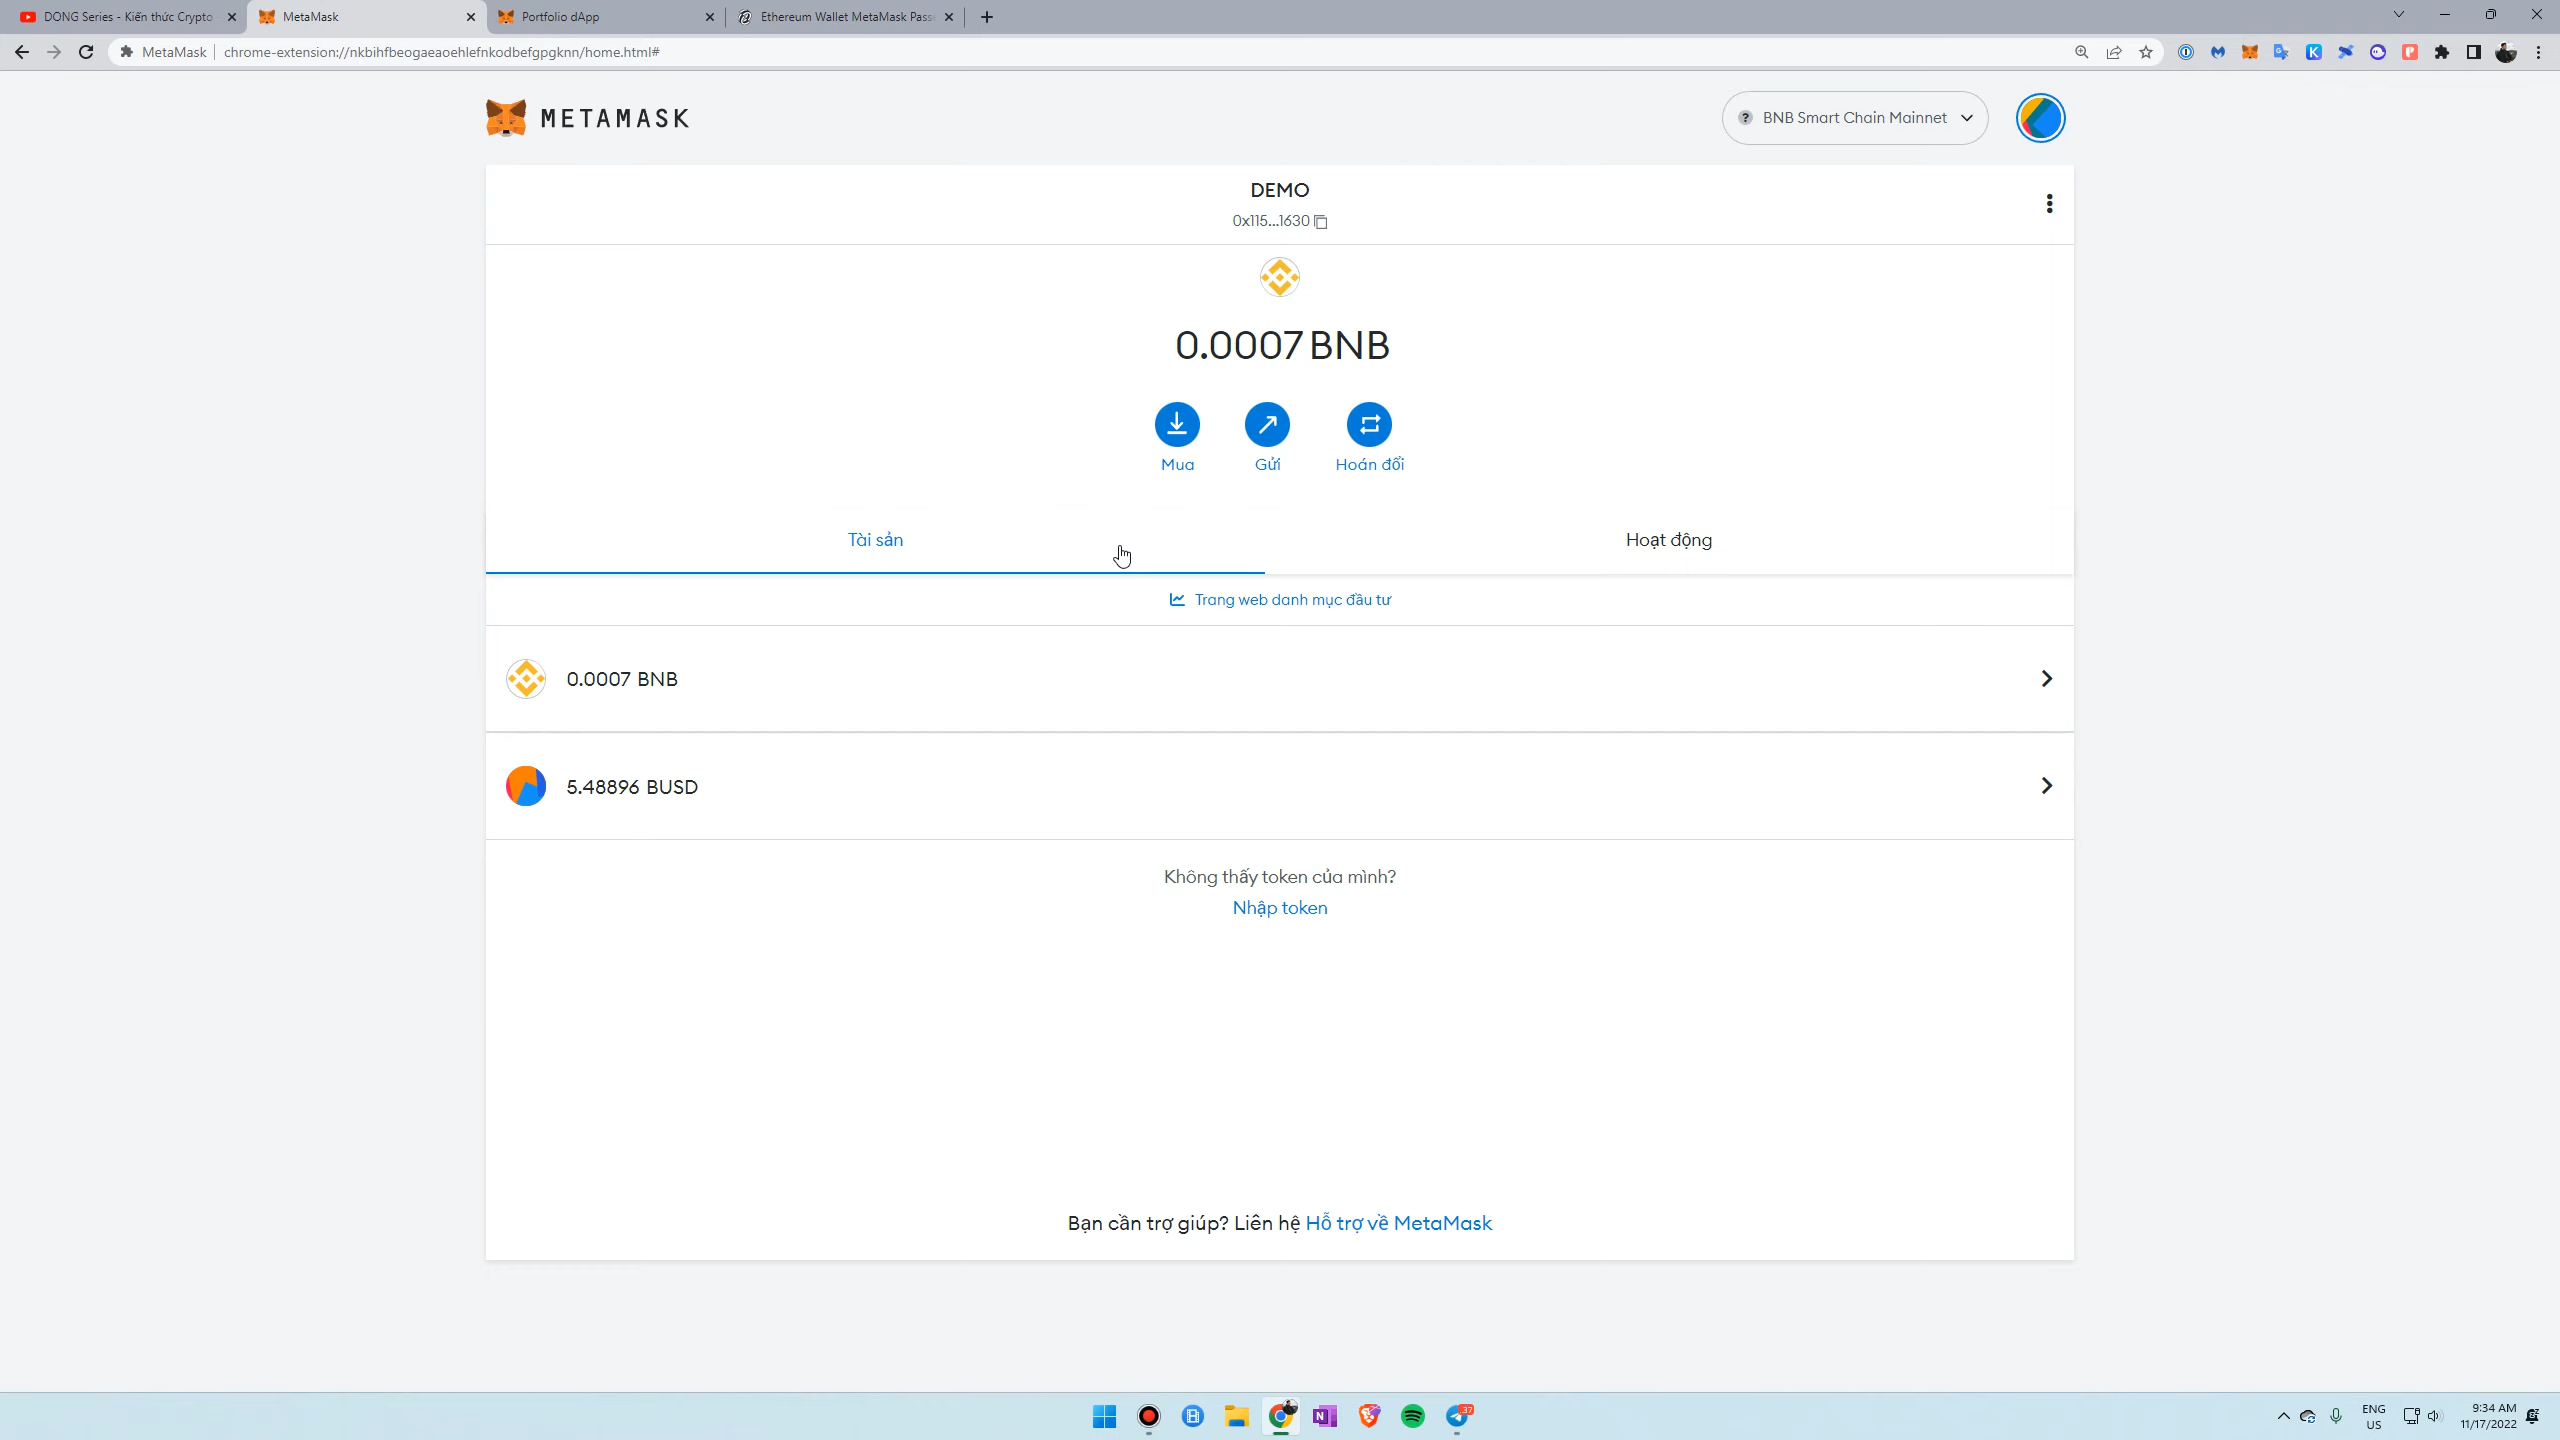 DONG Series - Kiến thức Crypto
MetaMask
Portfolio dApp
Ethereum Wallet MetaMask Pass
MetaMask
chrome-extension://nkbihfbeogaeaoehlefnkodbefgpgknn/home.html#
METAMASK
BNB Smart Chain Mainnet
DEMO
0x115...1630
0.0007 BNB
Mua
Gửi
Hoán đổi
Tài sản
Hoạt động
Trang web danh mục đầu tư
0.0007 BNB
5.48896 BUSD
Không thấy token của mình?
Nhập token
Bạn cần trợ giúp? Liên hệ Hỗ trợ về MetaMask
37
ENG
US
9:34 AM
11/17/2022